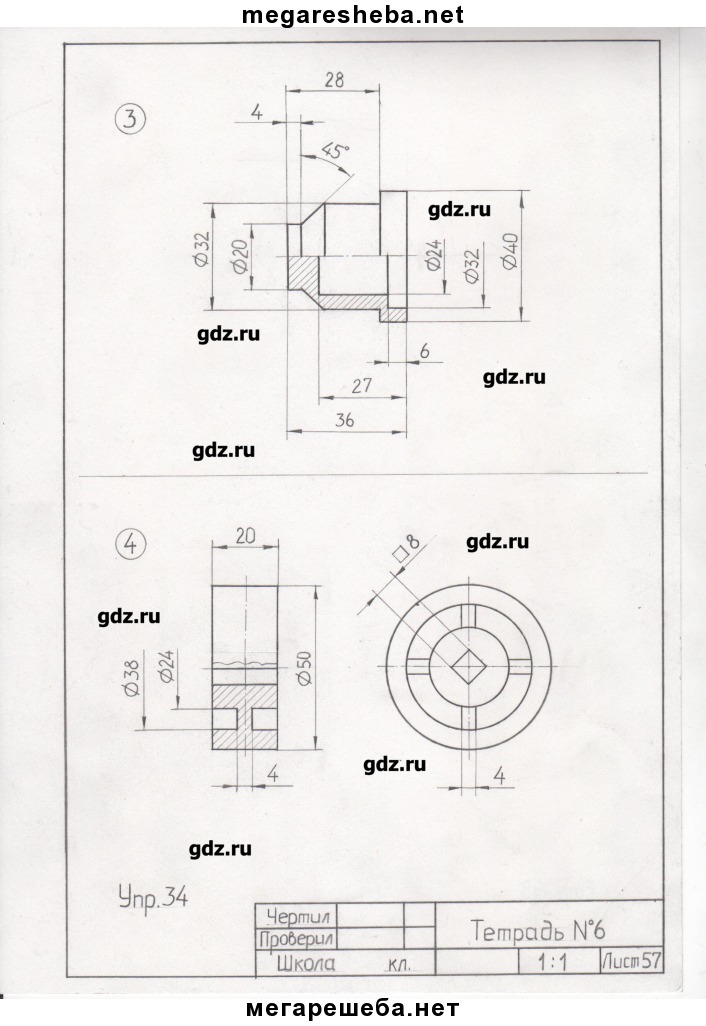 megaresheba.net
3
28
4
45°
gdz.ru
Ø32
Ø20
Ø24
Ø32
Ø40
gdz.ru
6
gdz.ru
27
36
gdz.ru
4
20
□8
gdz.ru
gdz.ru
Ø38
Ø24
Ø50
gdz.ru
4
4
gdz.ru
Упр.34
Чертил
Проверил
Тетрадь №6
Школа кл.
1:1
Лист57
мегарешеба.нет